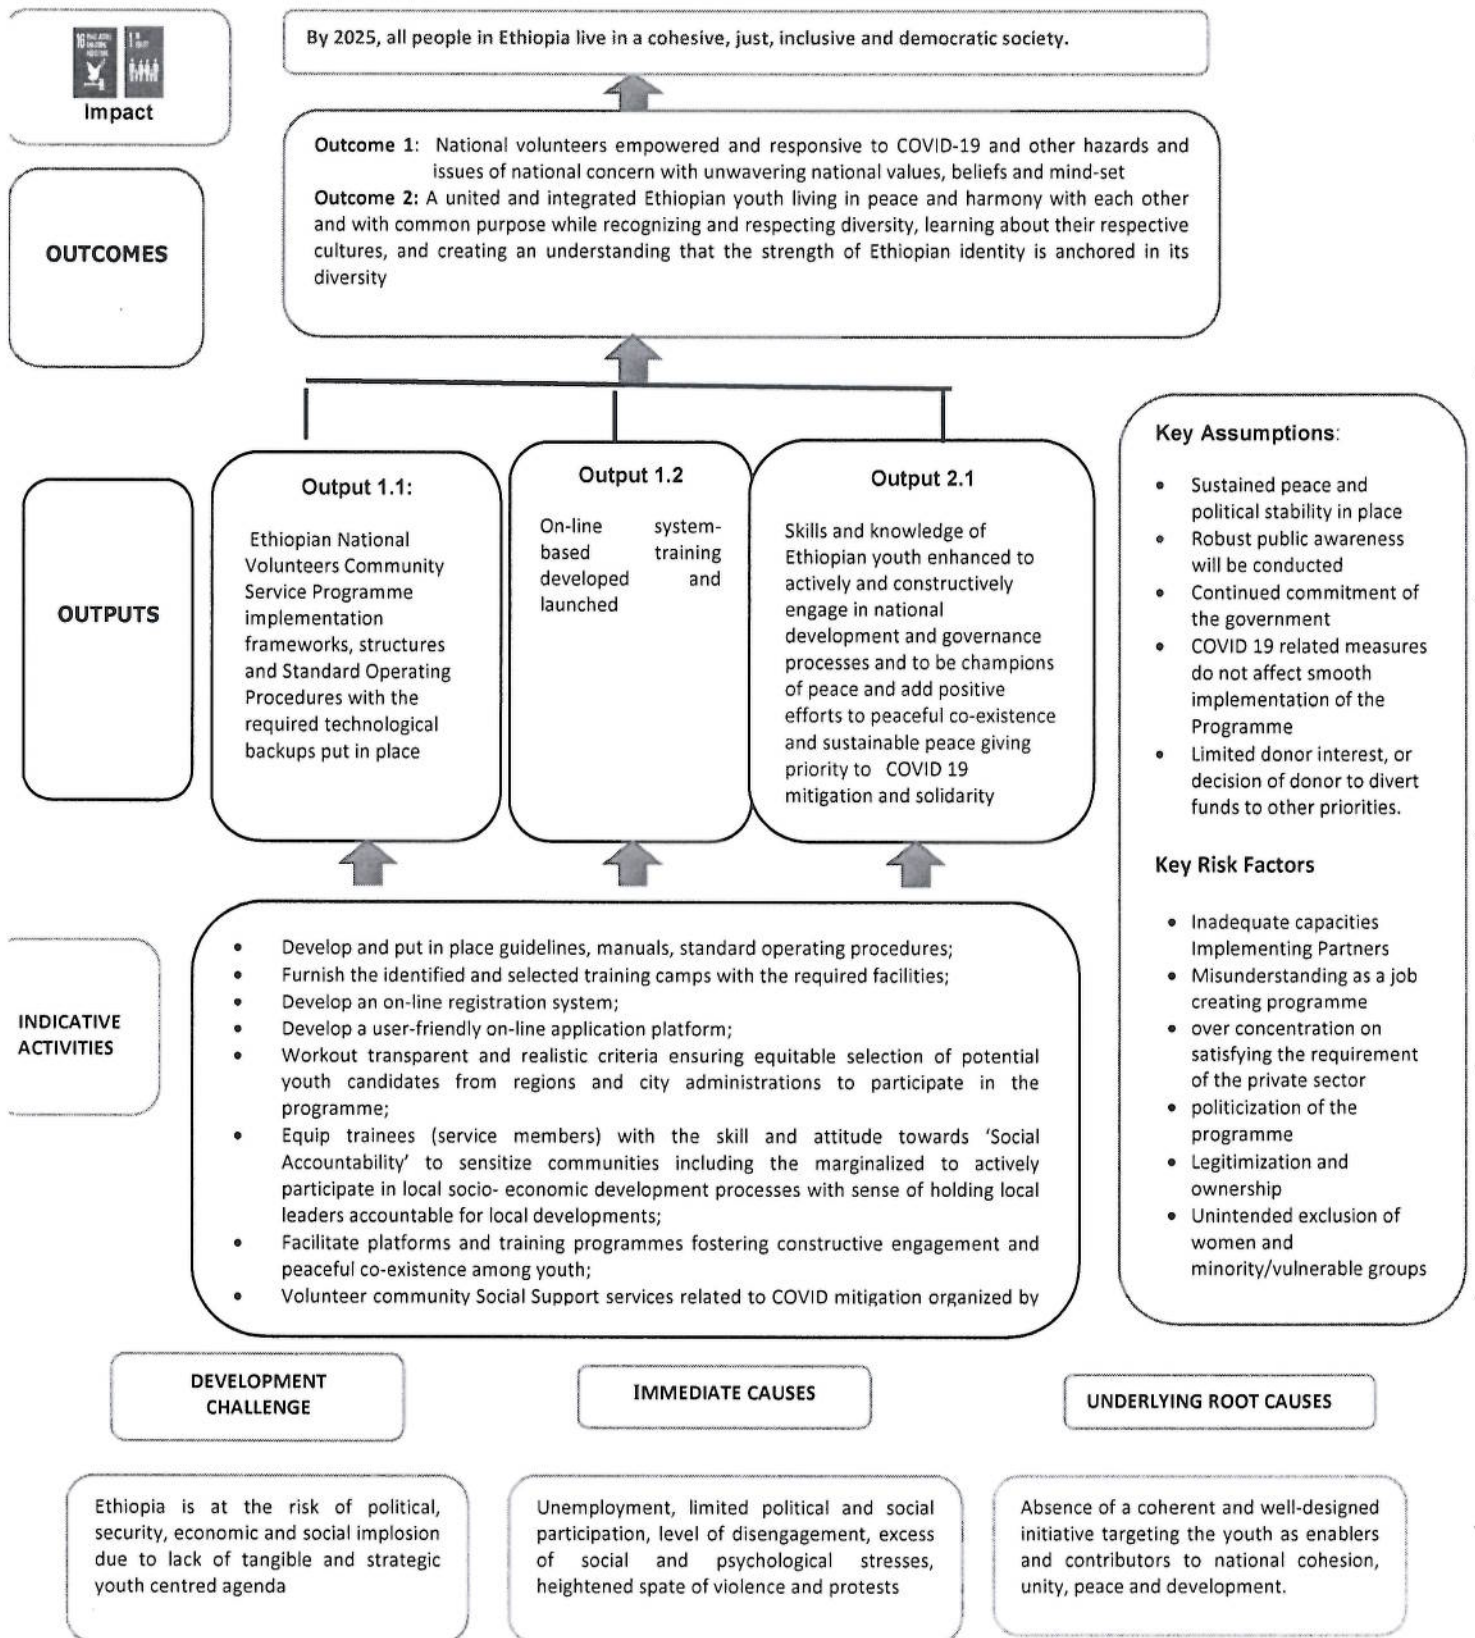 Impact
By 2025, all people in Ethiopia live in a cohesive, just, inclusive and democratic society.
OUTCOMES
Outcome 1: National volunteers empowered and responsive to COVID-19 and other hazards and
issues of national concern with unwavering national values, beliefs and mind-set
Outcome 2: A united and integrated Ethiopian youth living in peace and harmony with each other
and with common purpose while recognizing and respecting diversity, learning about their respective
cultures, and creating an understanding that the strength of Ethiopian identity is anchored in its
diversity
OUTPUTS
Output 1.1:
Ethiopian National
Volunteers Community
Service Programme
implementation
frameworks, structures
and Standard Operating
Procedures with the
required technological
backups put in place
Output 1.2
On-line system-
based training
developed and
launched
Output 2.1
Skills and knowledge of
Ethiopian youth enhanced to
actively and constructively
engage in national
development and governance
processes and to be champions
of peace and add positive
efforts to peaceful co-existence
and sustainable peace giving
priority to COVID 19
mitigation and solidarity
Key Assumptions:
• Sustained peace and
political stability in place
• Robust public awareness
will be conducted
• Continued commitment of
the government
• COVID 19 related measures
do not affect smooth
implementation of the
Programme
• Limited donor interest, or
decision of donor to divert
funds to other priorities.
Key Risk Factors
• Inadequate capacities
Implementing Partners
• Misunderstanding as a job
creating programme
• over concentration on
satisfying the requirement
of the private sector
• politicization of the
programme
• Legitimization and
ownership
• Unintended exclusion of
women and
minority/vulnerable groups
INDICATIVE
ACTIVITIES
• Develop and put in place guidelines, manuals, standard operating procedures;
• Furnish the identified and selected training camps with the required facilities;
• Develop an on-line registration system;
• Develop a user-friendly on-line application platform;
• Workout transparent and realistic criteria ensuring equitable selection of potential
youth candidates from regions and city administrations to participate in the
programme;
• Equip trainees (service members) with the skill and attitude towards ‘Social
Accountability’ to sensitize communities including the marginalized to actively
participate in local socio- economic development processes with sense of holding local
leaders accountable for local developments;
• Facilitate platforms and training programmes fostering constructive engagement and
peaceful co-existence among youth;
• Volunteer community Social Support services related to COVID mitigation organized by
DEVELOPMENT
CHALLENGE
IMMEDIATE CAUSES
UNDERLYING ROOT CAUSES
Ethiopia is at the risk of political,
security, economic and social implosion
due to lack of tangible and strategic
youth centred agenda
Unemployment, limited political and social
participation, level of disengagement, excess
of social and psychological stresses,
heightened spate of violence and protests
Absence of a coherent and well-designed
initiative targeting the youth as enablers
and contributors to national cohesion,
unity, peace and development.